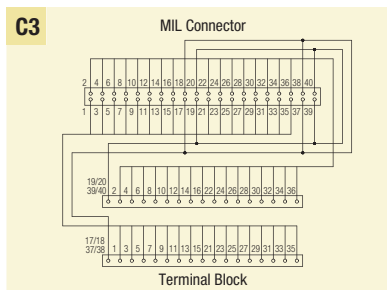 C3
MIL Connector
2 4 6 8 10 12 14 16 18 20 22 24 26 28 30 32 34 36 38 40
1 3 5 7 9 11 13 15 17 19 21 23 25 27 29 31 33 35 37 39
19/20
39/40 2 4 6 8 10 12 14 16 22 24 26 28 30 32 34 36
17/18
37/38 1 3 5 7 9 11 13 15 21 23 25 27 29 31 33 35
Terminal Block